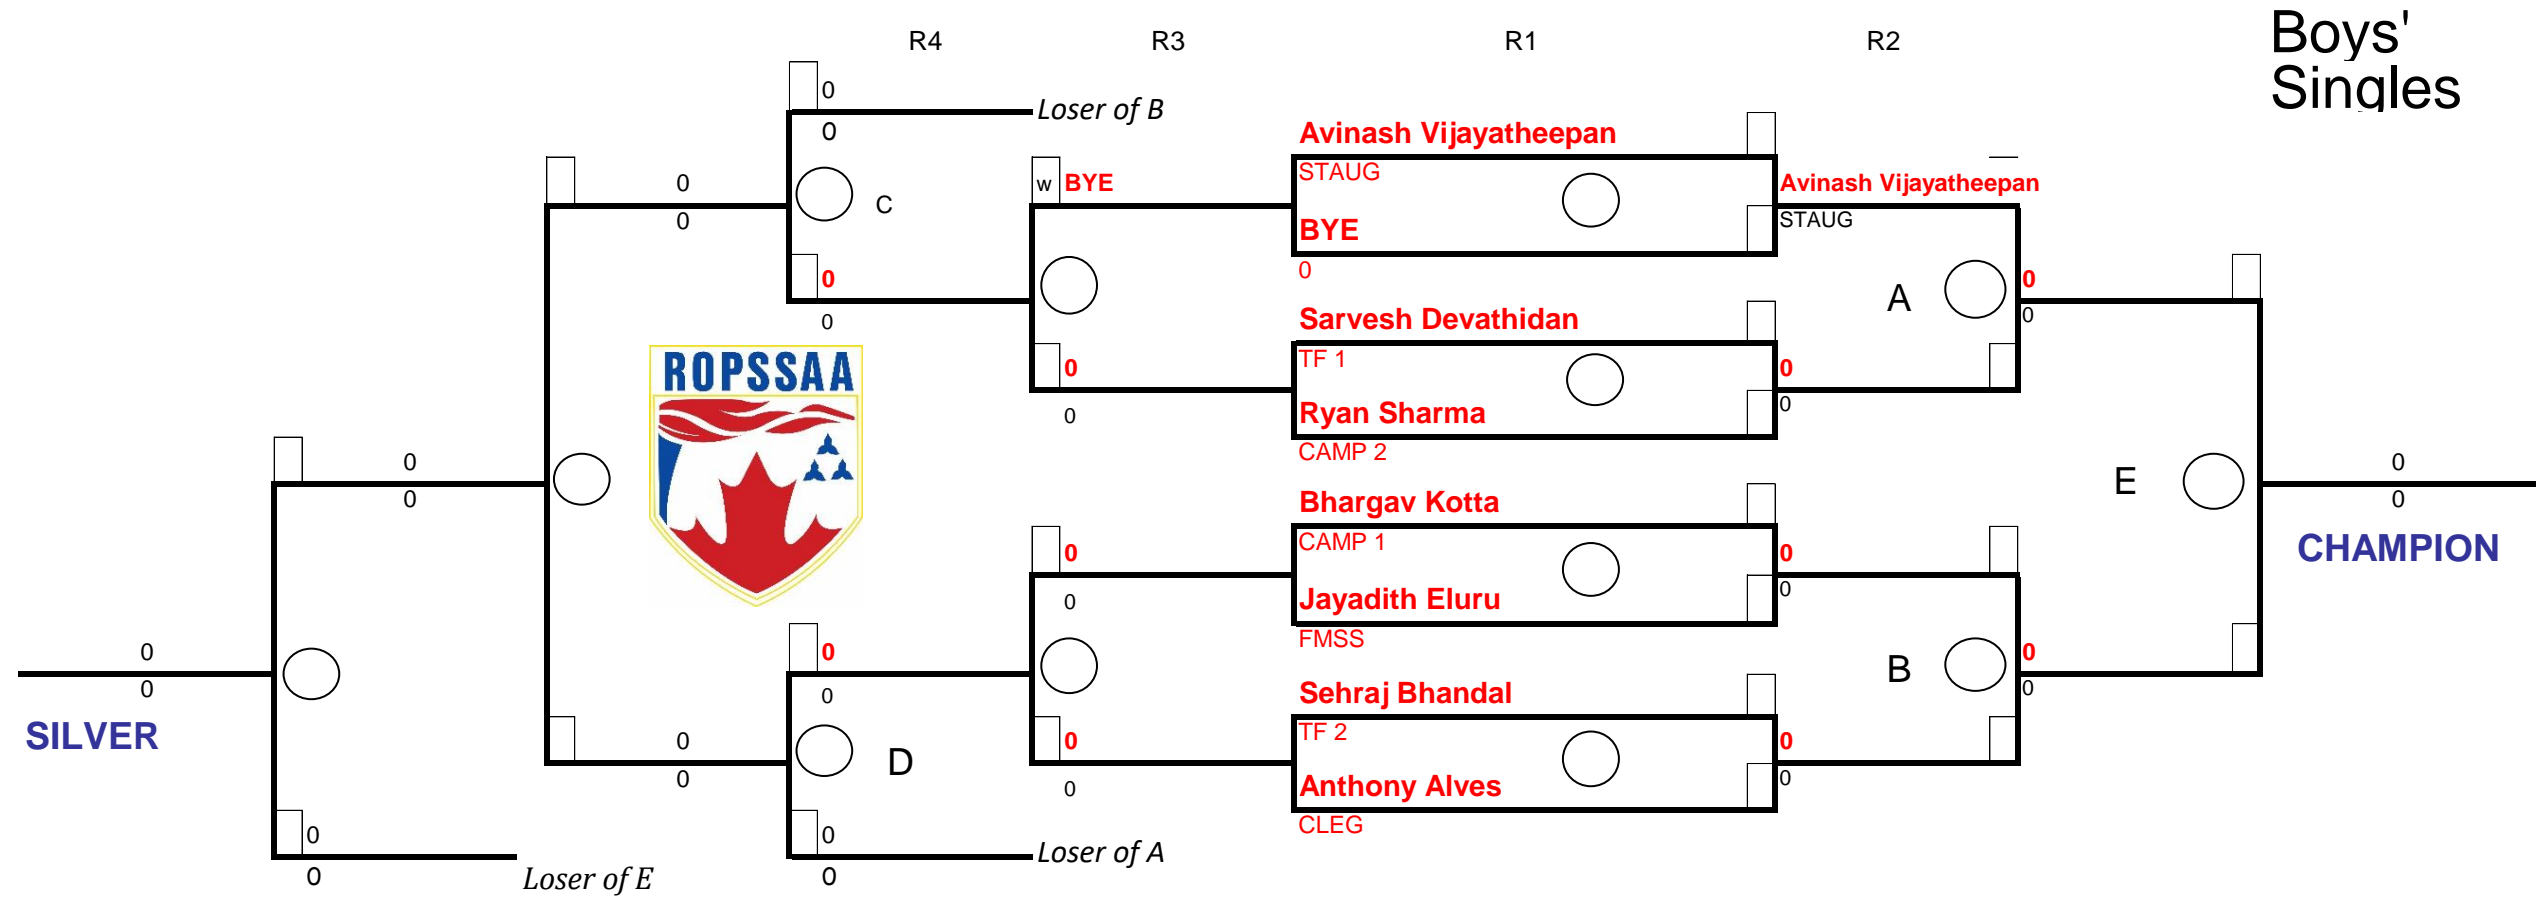 Boys'
Singles
R4 R3 R1 R2
0
Loser of B
0
Avinash Vijayatheepan
STAUG
0
w BYE
Avinash Vijayatheepan
C
0
STAUG
BYE
0
0
0
0
A
0
0
Sarvesh Devathidan
ROPSSAA
TF 1
0
0
0
0
Ryan Sharma
CAMP 2
0
0
E
0
0
Bhargav Kotta
CAMP 1
CHAMPION
0
0
0
0
Jayadith Eluru
FMSS
0
0
0
0
B
0
0
Sehraj Bhandal
TF 2
SILVER
0
0
0
0
D
0
0
Anthony Alves
CLEG
0
0
Loser of A
0
0
Loser of E